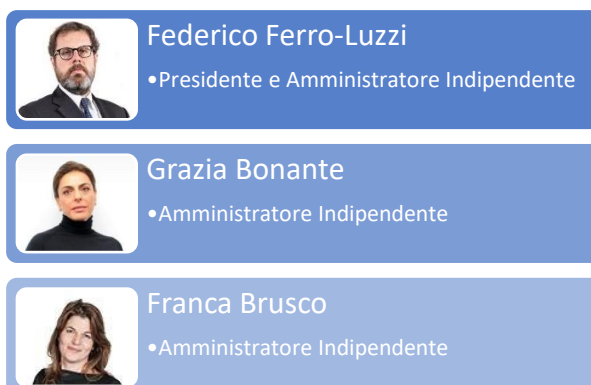 Federico Ferro-Luzzi
•Presidente e Amministratore Indipendente
Grazia Bonante
•Amministratore Indipendente
Franca Brusco
•Amministratore Indipendente